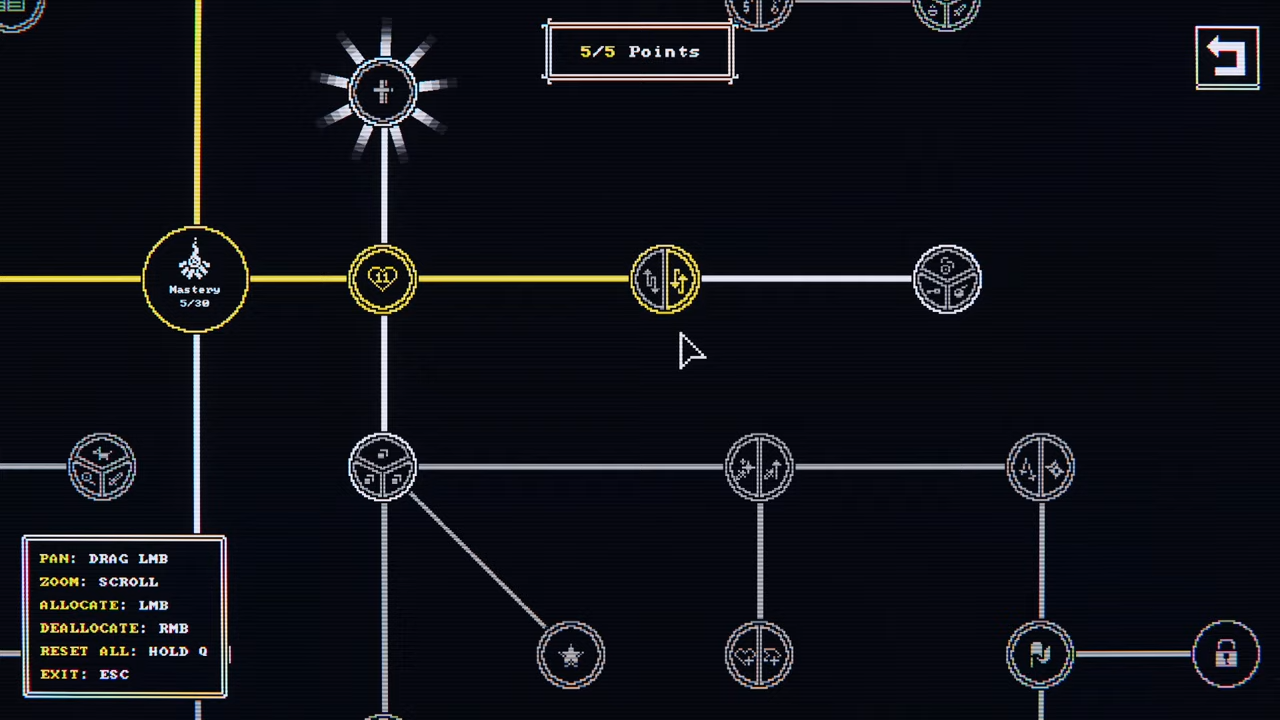 5/5 Points
Mastery
5/30
11
PAN: DRAG LMB
ZOOM: SCROLL
ALLOCATE: LMB
DEALLOCATE: RMB
RESET ALL: HOLD Q
EXIT: ESC